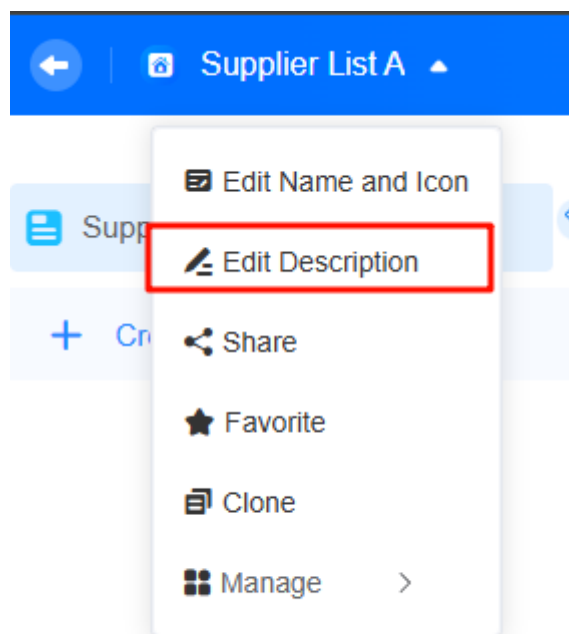 Supplier List A
Edit Name and Icon
Supp
Edit Description
Cr
Share
Favorite
Clone
Manage